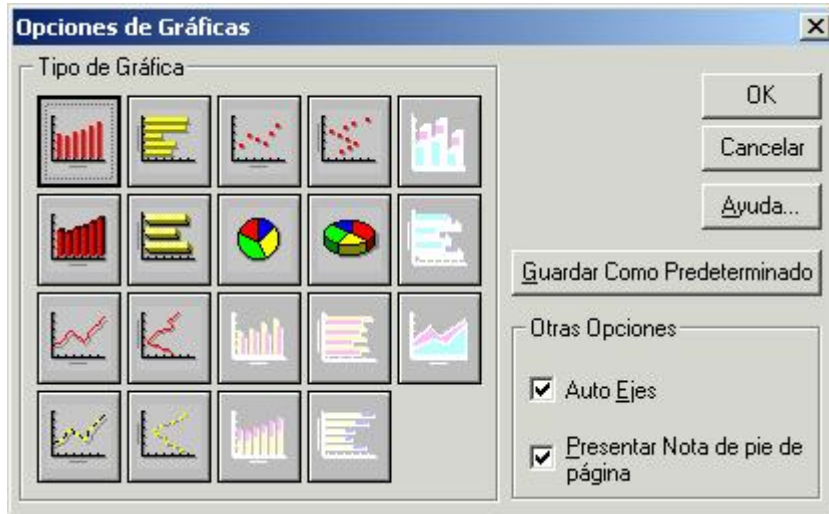 Opciones de Gráficas
Tipo de Gráfica
OK
Cancelar
Ayuda...
Guardar Como Predeterminado
Otras Opciones
Auto Ejes
Presentar Nota de pie de
página